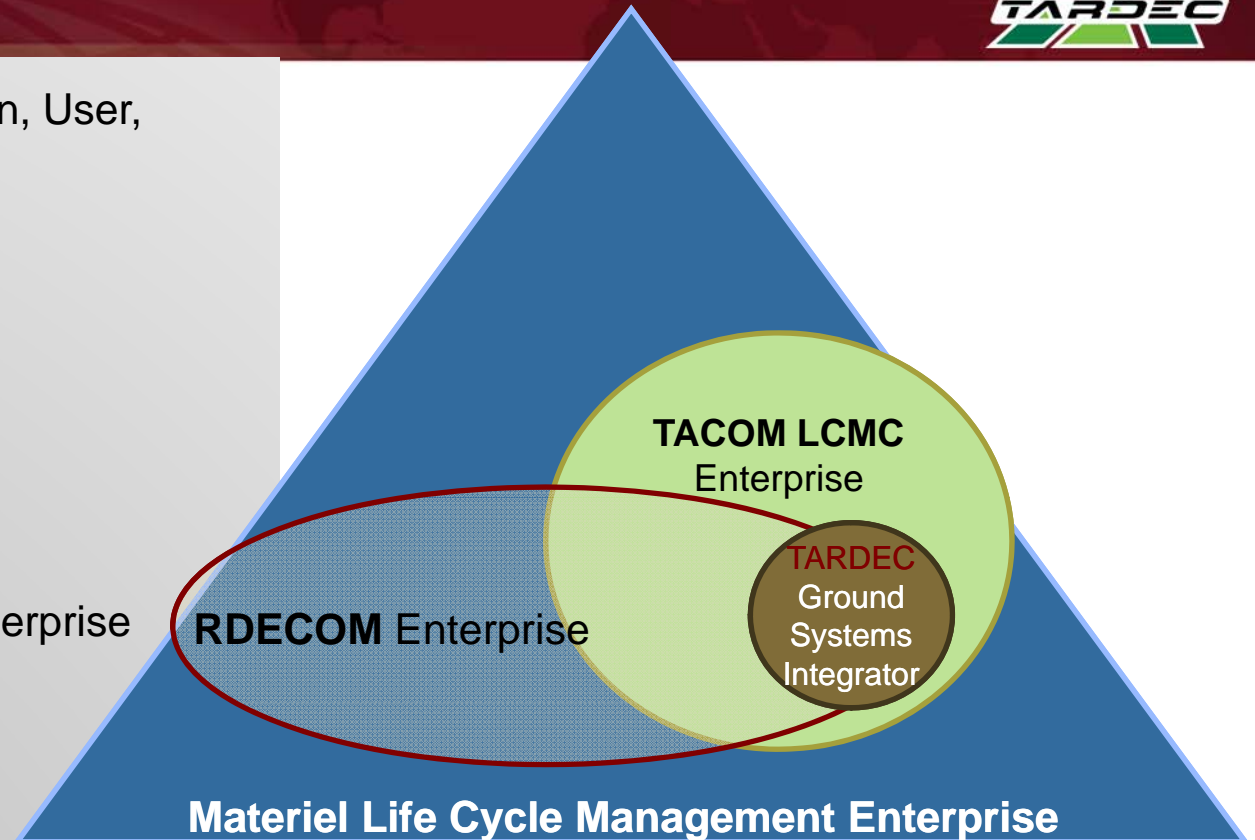 TARDEC
n, User,
TACOM LCMC
Enterprise
TARDEC
Ground
Systems
Integrator
erprise
RDECOM Enterprise
Materiel Life Cycle Management Enterprise